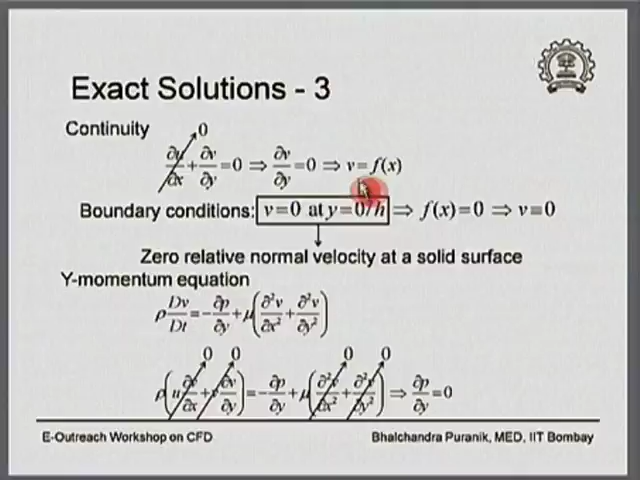 Exact Solutions - 3
Continuity
0
∂u/∂x + ∂v/∂y = 0 ⇒ ∂v/∂y = 0 ⇒ v = f(x)
Boundary conditions: v = 0 at y = 0/h ⇒ f(x) = 0 ⇒ v ≡ 0
Zero relative normal velocity at a solid surface
Y-momentum equation
ρ Dv/Dt = -∂p/∂y + μ(∂²v/∂x² + ∂²v/∂y²)
0 0 0 0
ρ(u ∂v/∂x + v ∂v/∂y) = -∂p/∂y + μ(∂²v/∂x² + ∂²v/∂y²) ⇒ ∂p/∂y = 0
E-Outreach Workshop on CFD
Bhalchandra Puranik, MED, IIT Bombay